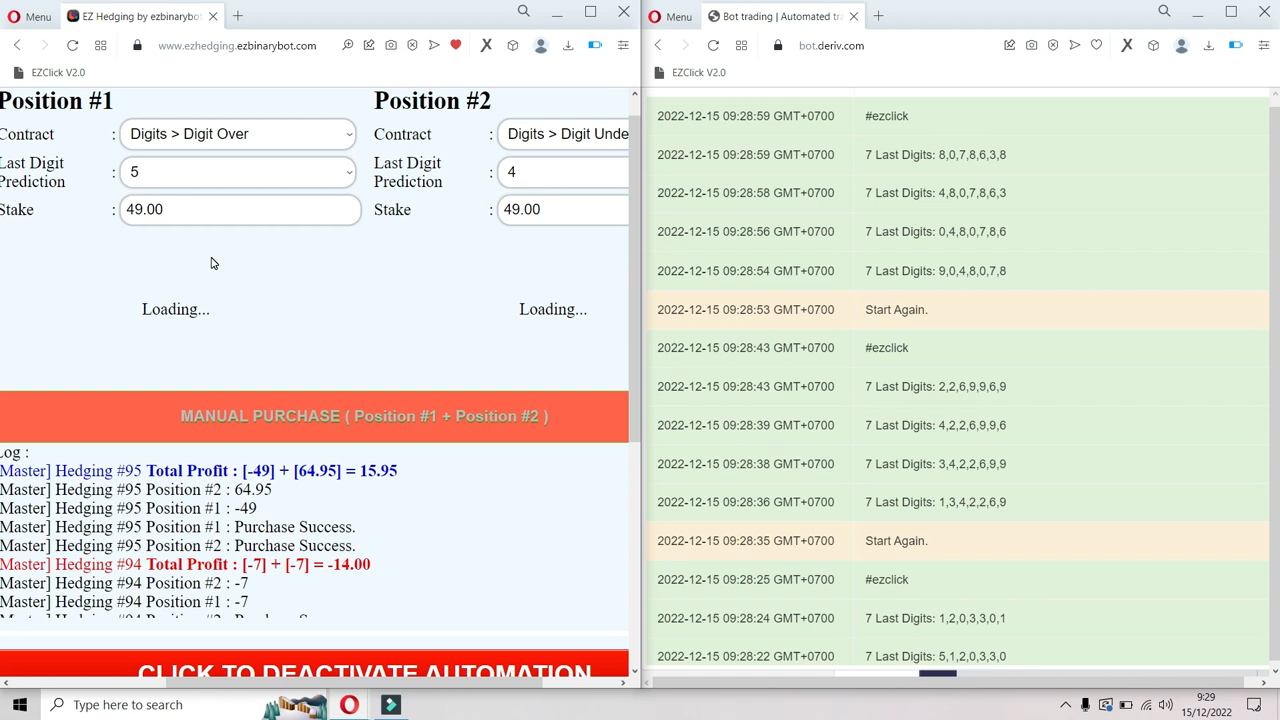 Menu
EZ Hedging by ezbinarybot
www.ezhedging.ezbinarybot.com
EZClick V2.0
Position #1
Position #2
Contract : Digits > Digit Over
Contract : Digits > Digit Unde
Last Digit Prediction : 5
Last Digit Prediction : 4
Stake : 49.00
Stake : 49.00
Loading...
Loading...
MANUAL PURCHASE ( Position #1 + Position #2 )
Log :
Master] Hedging #95 Total Profit : [-49] + [64.95] = 15.95
Master] Hedging #95 Position #2 : 64.95
Master] Hedging #95 Position #1 : -49
Master] Hedging #95 Position #1 : Purchase Success.
Master] Hedging #95 Position #2 : Purchase Success.
Master] Hedging #94 Total Profit : [-7] + [-7] = -14.00
Master] Hedging #94 Position #2 : -7
Master] Hedging #94 Position #1 : -7
CLICK TO DEACTIVATE AUTOMATION
Menu
Bot trading | Automated tra
bot.deriv.com
EZClick V2.0
2022-12-15 09:28:59 GMT+0700 #ezclick
2022-12-15 09:28:59 GMT+0700 7 Last Digits: 8,0,7,8,6,3,8
2022-12-15 09:28:58 GMT+0700 7 Last Digits: 4,8,0,7,8,6,3
2022-12-15 09:28:56 GMT+0700 7 Last Digits: 0,4,8,0,7,8,6
2022-12-15 09:28:54 GMT+0700 7 Last Digits: 9,0,4,8,0,7,8
2022-12-15 09:28:53 GMT+0700 Start Again.
2022-12-15 09:28:43 GMT+0700 #ezclick
2022-12-15 09:28:43 GMT+0700 7 Last Digits: 2,2,6,9,9,6,9
2022-12-15 09:28:39 GMT+0700 7 Last Digits: 4,2,2,6,9,9,6
2022-12-15 09:28:38 GMT+0700 7 Last Digits: 3,4,2,2,6,9,9
2022-12-15 09:28:36 GMT+0700 7 Last Digits: 1,3,4,2,2,6,9
2022-12-15 09:28:35 GMT+0700 Start Again.
2022-12-15 09:28:25 GMT+0700 #ezclick
2022-12-15 09:28:24 GMT+0700 7 Last Digits: 1,2,0,3,3,0,1
2022-12-15 09:28:22 GMT+0700 7 Last Digits: 5,1,2,0,3,3,0
Type here to search
9:29
15/12/2022